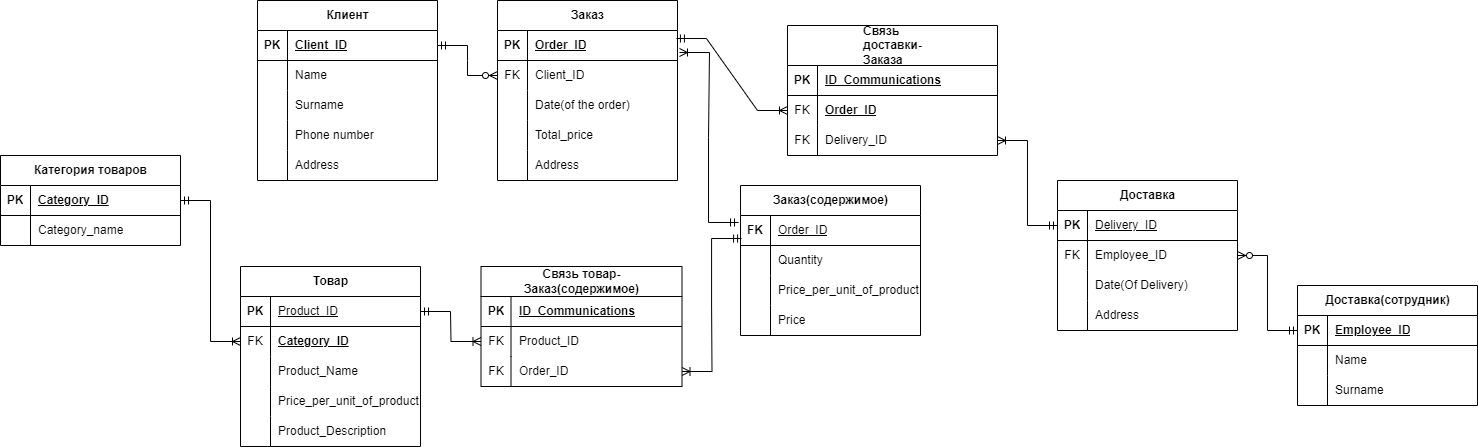 Клиент
PK Client_ID
Name
Surname
Phone number
Address
Заказ
PK Order_ID
FK Client_ID
Date(of the order)
Total_price
Address
Связь
доставки-
Заказа
PK ID_Communications
FK Order_ID
FK Delivery_ID
Категория товаров
PK Category_ID
Category_name
Заказ(содержимое)
FK Order_ID
Quantity
Price_per_unit_of_product
Price
Доставка
PK Delivery_ID
FK Employee_ID
Date(Of Delivery)
Address
Товар
PK Product_ID
FK Category_ID
Product_Name
Price_per_unit_of_product
Product_Description
Связь товар-
Заказ(содержимое)
PK ID_Communications
FK Product_ID
FK Order_ID
Доставка(сотрудник)
PK Employee_ID
Name
Surname